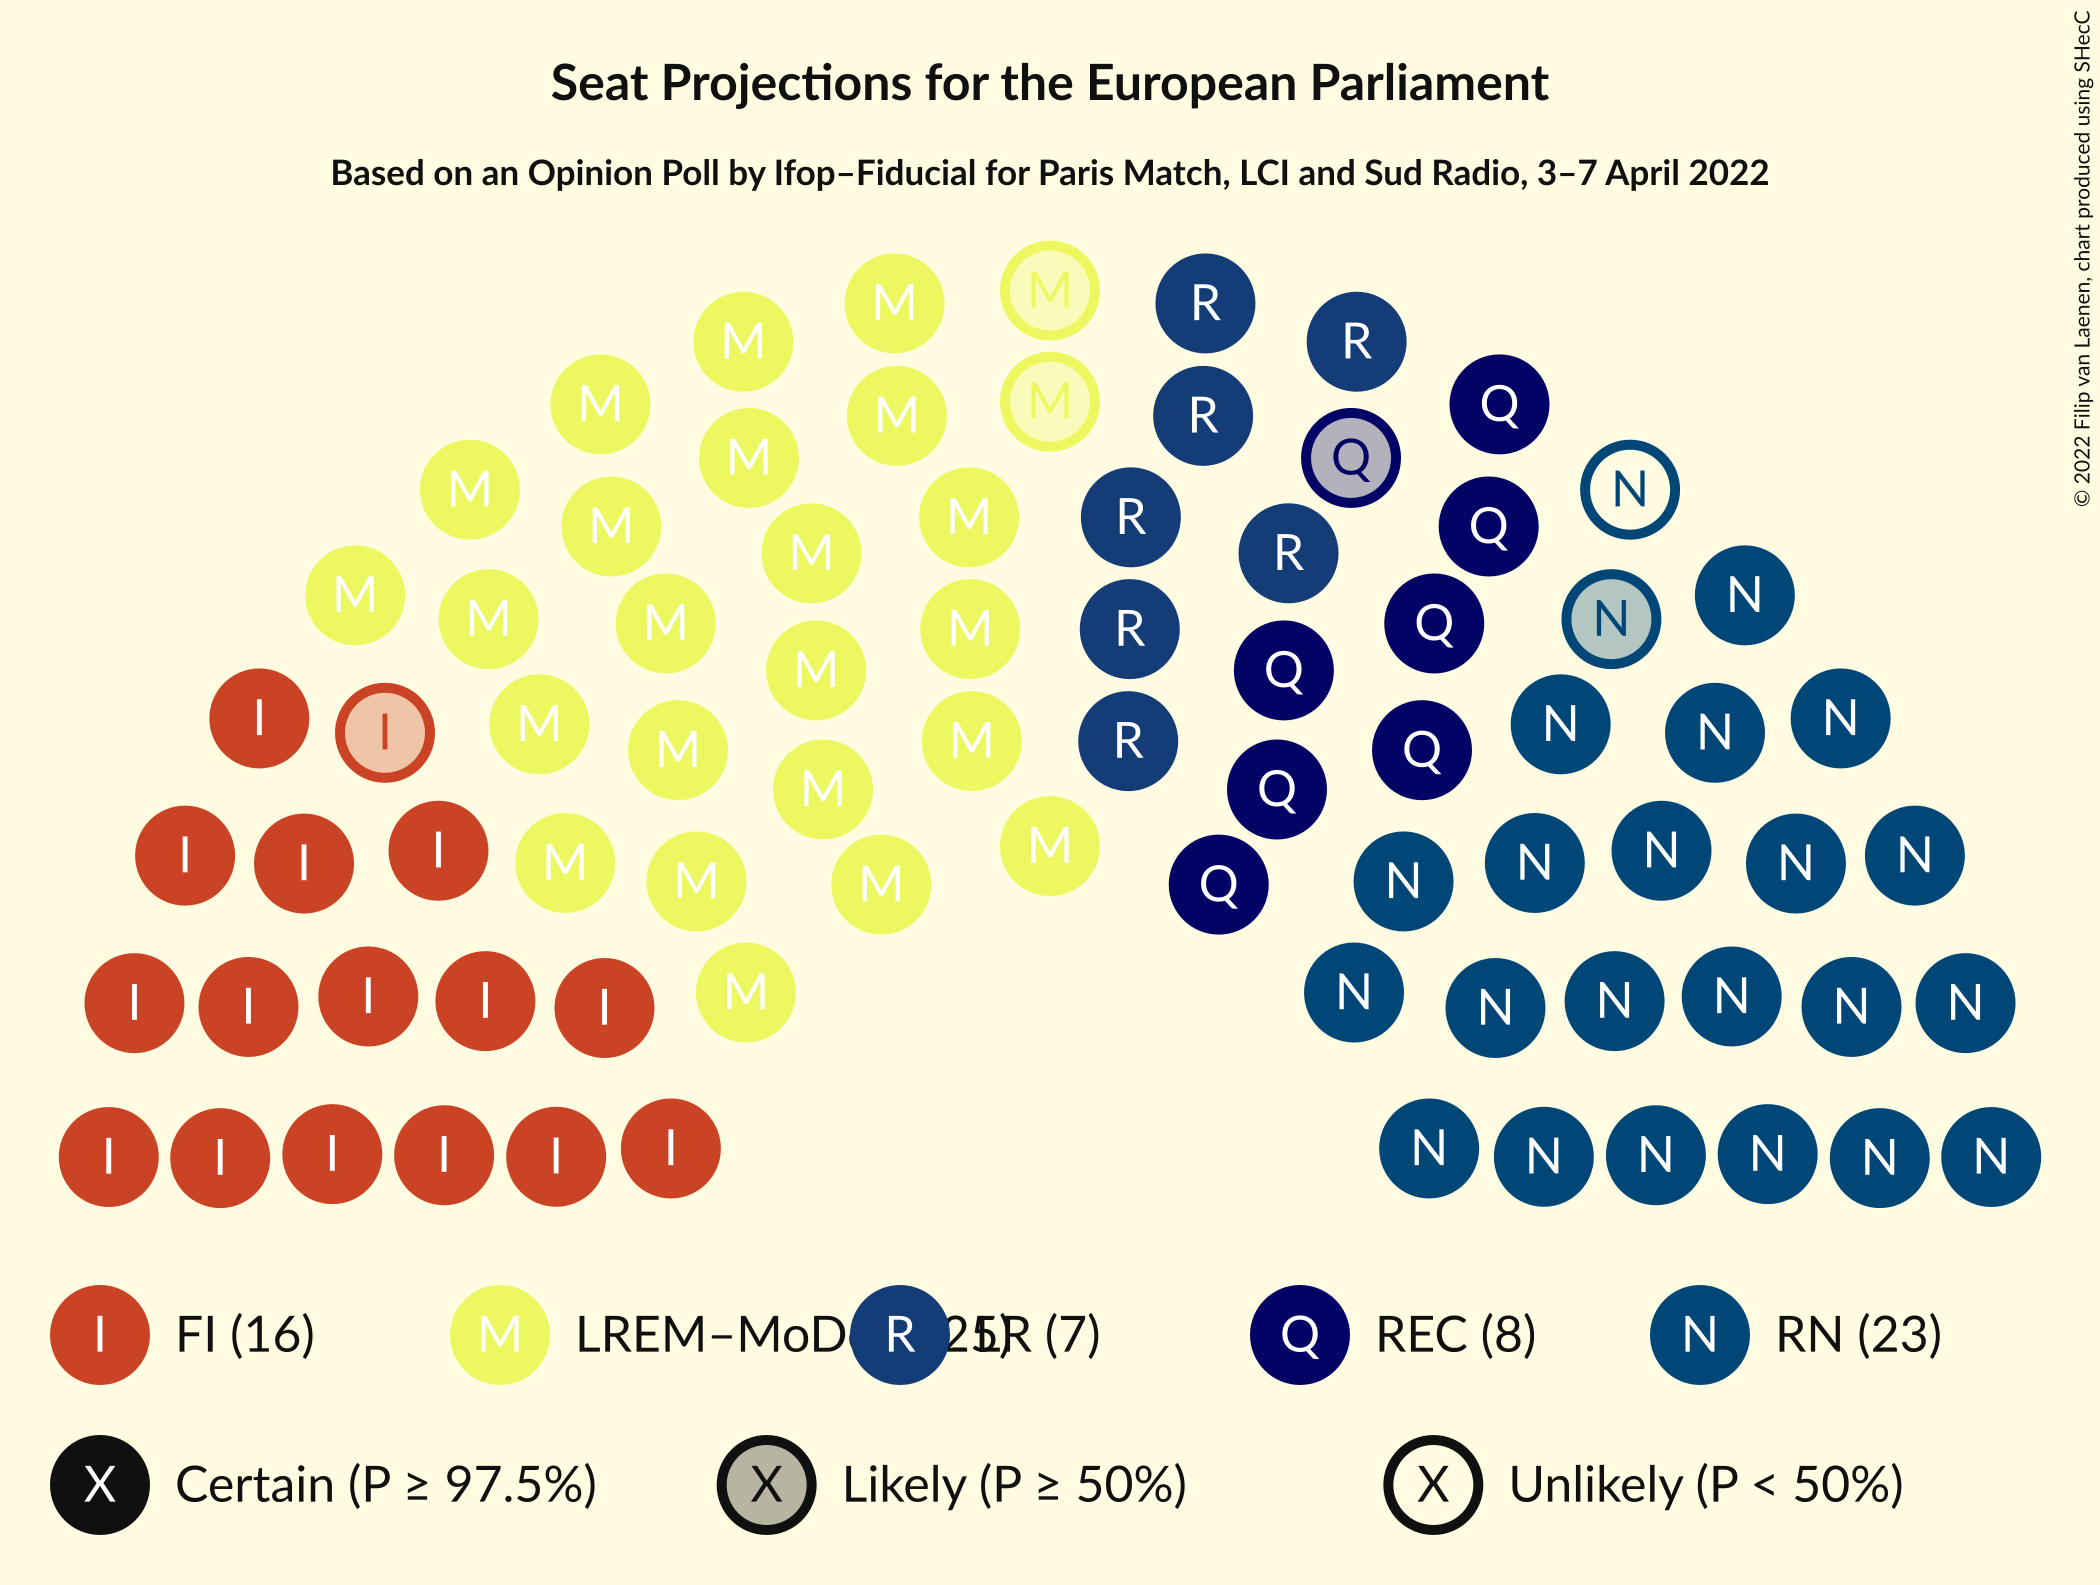 Seat Projections for the European Parliament
Based on an Opinion Poll by Ifop–Fiducial for Paris Match, LCI and Sud Radio, 3–7 April 2022
© 2022 Filip van Laenen, chart produced using SHecC
M
M R
M R
M M Q
M R
M Q
M N
M R
M Q
M R
M N
M M M R Q N
M Q
I I M M M R Q N N N
M Q
I I I M M N N N N
M M Q N
I I I I I M N N N N N N
I I I I I I N N N N N N
I FI (16) M LREM–MoD R LR (7) Q REC (8) N RN (23)
X Certain (P ≥ 97.5%) X Likely (P ≥ 50%) X Unlikely (P < 50%)